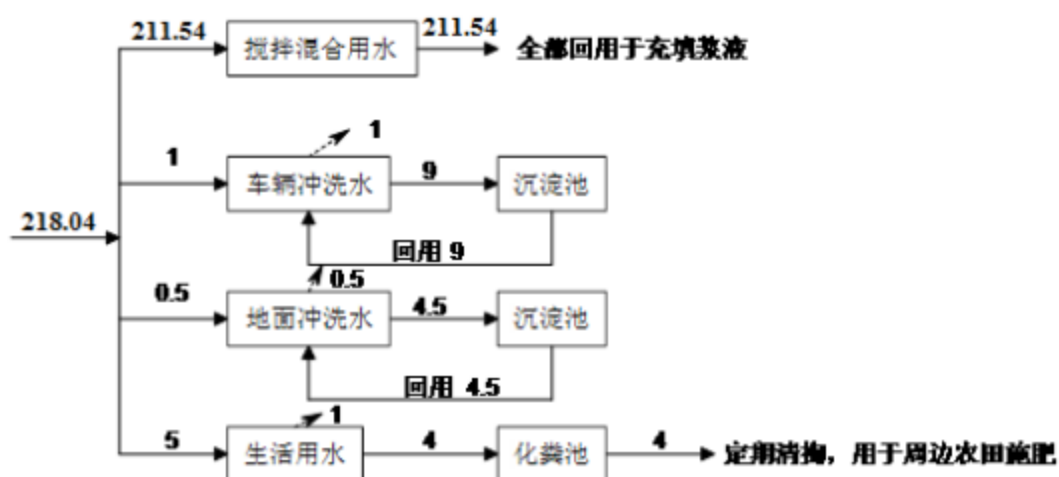 211.54 搅拌混合用水 211.54 全部回用于充填浆液
1
1 车辆冲洗水 9 沉淀池
218.04
回用 9
0.5
0.5 地面冲洗水 4.5 沉淀池
回用 4.5
1
5 生活用水 4 化粪池 4 定期清掏，用于周边农田施肥